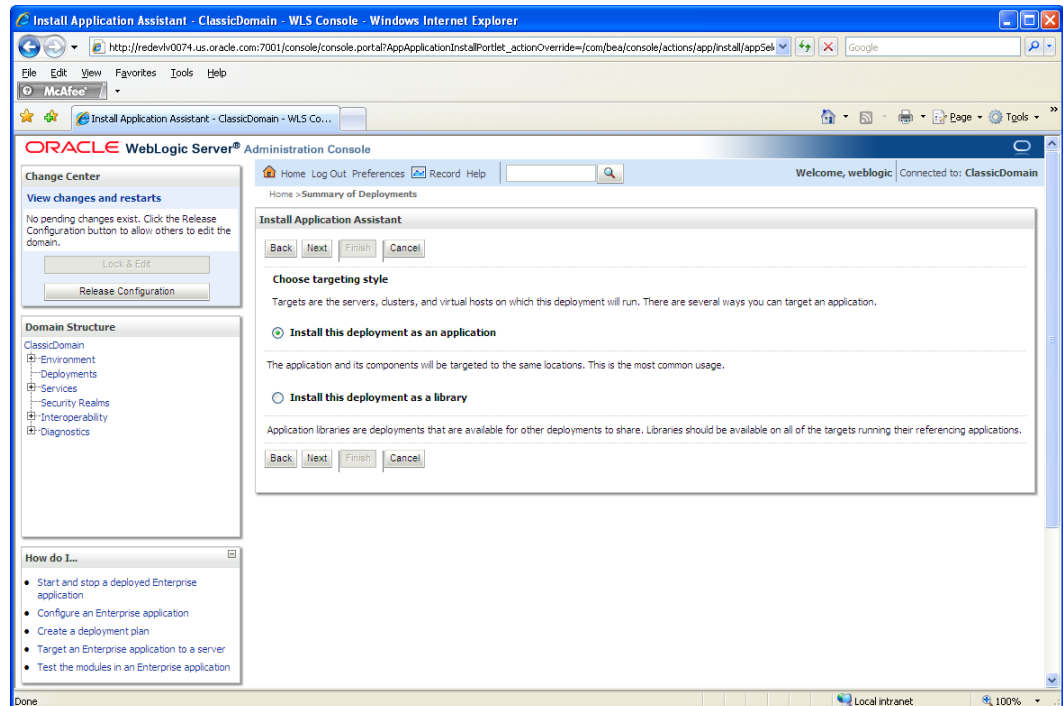 Install Application Assistant - ClassicDomain - WLS Console - Windows Internet Explorer
http://redevlv0074.us.oracle.com:7001/console/console.portal?AppApplicationInstallPortlet_actionOverride=/com/bea/console/actions/app/install/appSel
Google
File Edit View Favorites Tools Help
McAfee
Install Application Assistant - ClassicDomain - WLS Co...
Page Tools
ORACLE WebLogic Server® Administration Console
Change Center
View changes and restarts
No pending changes exist. Click the Release
Configuration button to allow others to edit the
domain.
Lock & Edit
Release Configuration
Domain Structure
ClassicDomain
Environment
Deployments
Services
Security Realms
Interoperability
Diagnostics
How do I...
Start and stop a deployed Enterprise
application
Configure an Enterprise application
Create a deployment plan
Target an Enterprise application to a server
Test the modules in an Enterprise application
Home Log Out Preferences Record Help
Welcome, weblogic Connected to: ClassicDomain
Home >Summary of Deployments
Install Application Assistant
Back Next Finish Cancel
Choose targeting style
Targets are the servers, clusters, and virtual hosts on which this deployment will run. There are several ways you can target an application.
Install this deployment as an application
The application and its components will be targeted to the same locations. This is the most common usage.
Install this deployment as a library
Application libraries are deployments that are available for other deployments to share. Libraries should be available on all of the targets running their referencing applications.
Back Next Finish Cancel
Done
Local intranet
100%